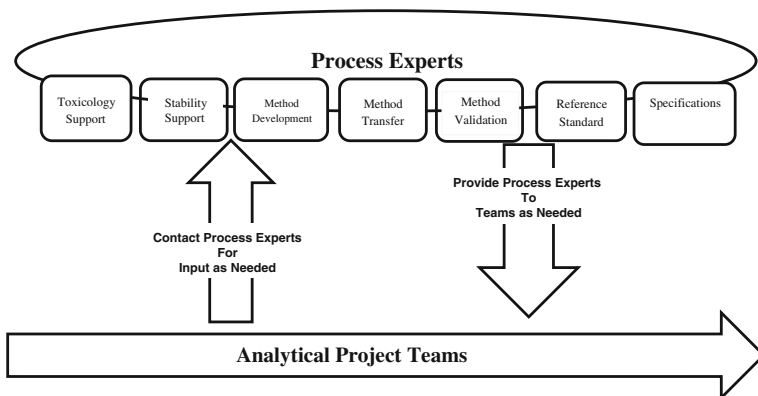 Process Experts
Toxicology
Support
Stability
Support
Method
Development
Method
Transfer
Method
Validation
Reference
Standard
Specifications
Contact Process Experts
For
Input as Needed
Provide Process Experts
To
Teams as Needed
Analytical Project Teams